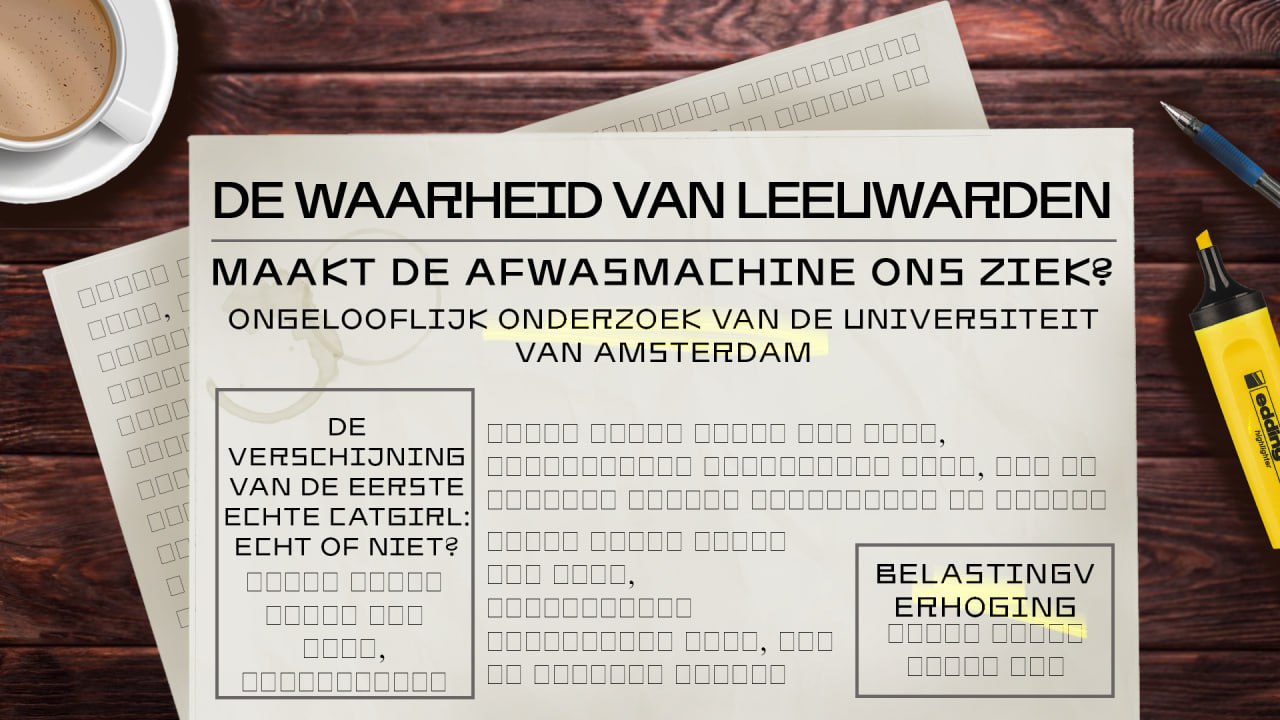 DE WAARHEID VAN LEEUWARDEN
MAAKT DE AFWASMACHINE ONS ZIEK?
ONGELOOFLIJK ONDERZOEK VAN DE UNIVERSITEIT
VAN AMSTERDAM
DE
VERSCHIJNING
VAN DE EERSTE
ECHTE CATGIRL:
ECHT OF NIET?
BELASTINGV
ERHOGING
highlighter